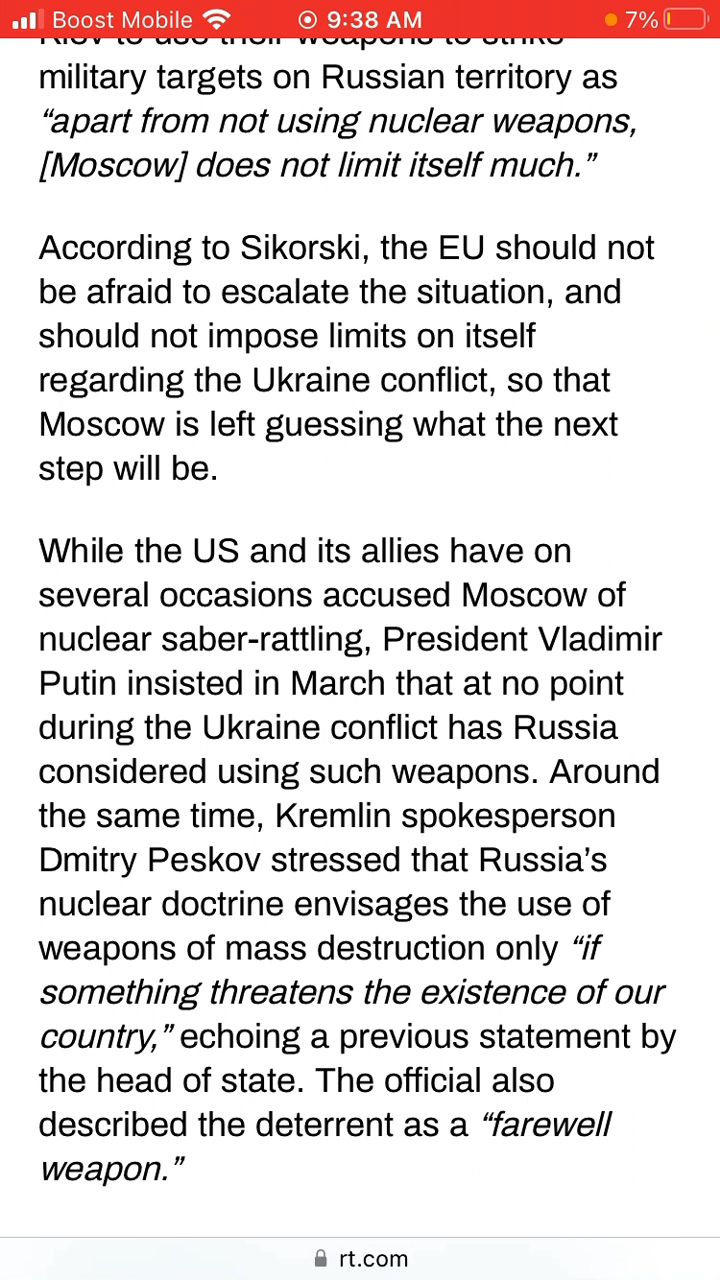 Boost Mobile 9:38 AM 7%
Kiev to use their weapons to strike
military targets on Russian territory as
“apart from not using nuclear weapons,
[Moscow] does not limit itself much.”
According to Sikorski, the EU should not
be afraid to escalate the situation, and
should not impose limits on itself
regarding the Ukraine conflict, so that
Moscow is left guessing what the next
step will be.
While the US and its allies have on
several occasions accused Moscow of
nuclear saber-rattling, President Vladimir
Putin insisted in March that at no point
during the Ukraine conflict has Russia
considered using such weapons. Around
the same time, Kremlin spokesperson
Dmitry Peskov stressed that Russia’s
nuclear doctrine envisages the use of
weapons of mass destruction only “if
something threatens the existence of our
country,” echoing a previous statement by
the head of state. The official also
described the deterrent as a “farewell
weapon.”
rt.com